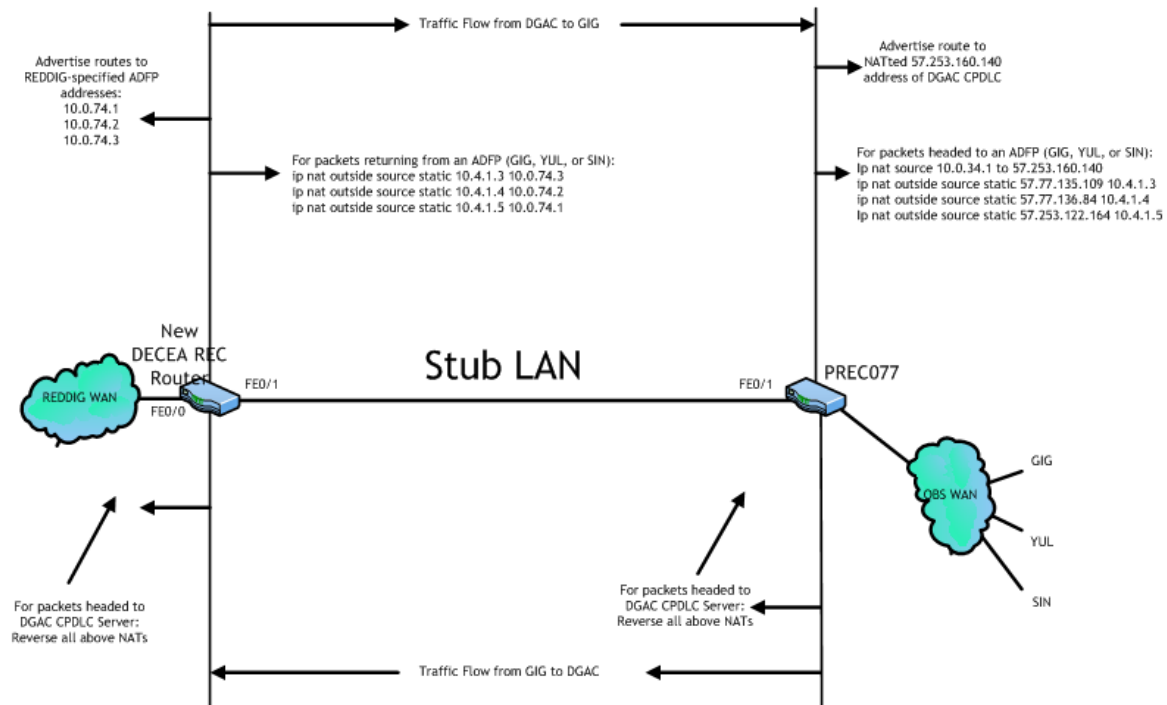 Traffic Flow from DGAC to GIG
Advertise routes to
REDDIG-specified ADFP
addresses:
10.0.74.1
10.0.74.2
10.0.74.3
Advertise route to
NATted 57.253.160.140
address of DGAC CPDLC
For packets returning from an ADFP (GIG, YUL, or SIN):
ip nat outside source static 10.4.1.3 10.0.74.3
ip nat outside source static 10.4.1.4 10.0.74.2
ip nat outside source static 10.4.1.5 10.0.74.1
For packets headed to an ADFP (GIG, YUL, or SIN):
Ip nat source 10.0.34.1 to 57.253.160.140
ip nat outside source static 57.77.135.109 10.4.1.3
ip nat outside source static 57.77.136.84 10.4.1.4
Ip nat outside source static 57.253.122.164 10.4.1.5
New
DECEA REC
Router
Stub LAN
PREC077
REDDIG WAN
FE0/0
FE0/1
FE0/1
OBS WAN
GIG
YUL
SIN
For packets headed to
DGAC CPDLC Server:
Reverse all above NATs
For packets headed to
DGAC CPDLC Server:
Reverse all above NATs
Traffic Flow from GIG to DGAC